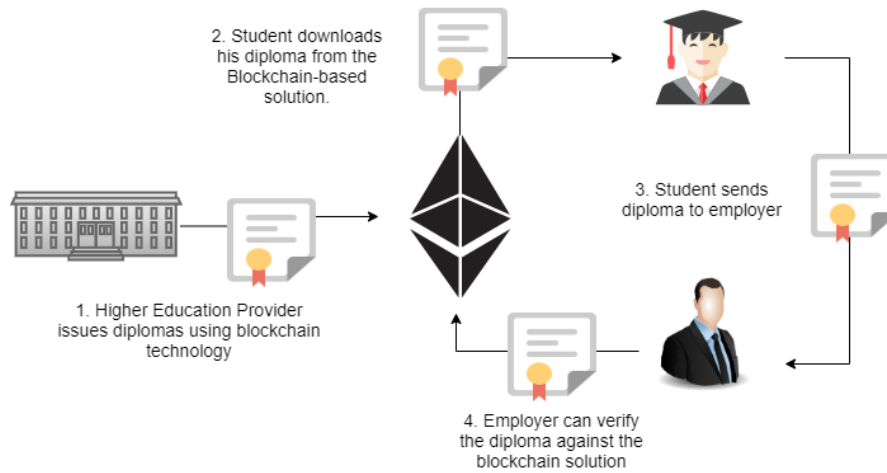 2. Student downloads
his diploma from the
Blockchain-based
solution.
3. Student sends
diploma to employer
1. Higher Education Provider
issues diplomas using blockchain
technology
4. Employer can verify
the diploma against the
blockchain solution